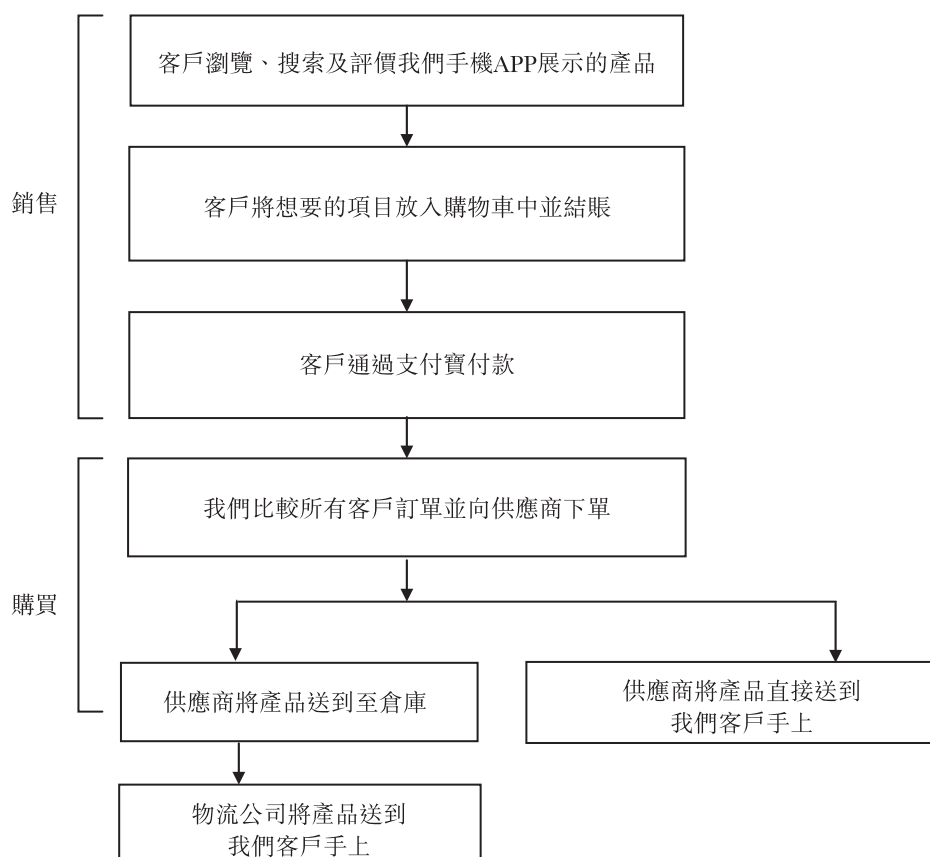 客戶瀏覽、搜索及評價我們手機APP展示的產品
銷售
客戶將想要的項目放入購物車中並結賬
客戶通過支付寶付款
我們比較所有客戶訂單並向供應商下單
購買
供應商將產品送到至倉庫
供應商將產品直接送到
我們客戶手上
物流公司將產品送到
我們客戶手上